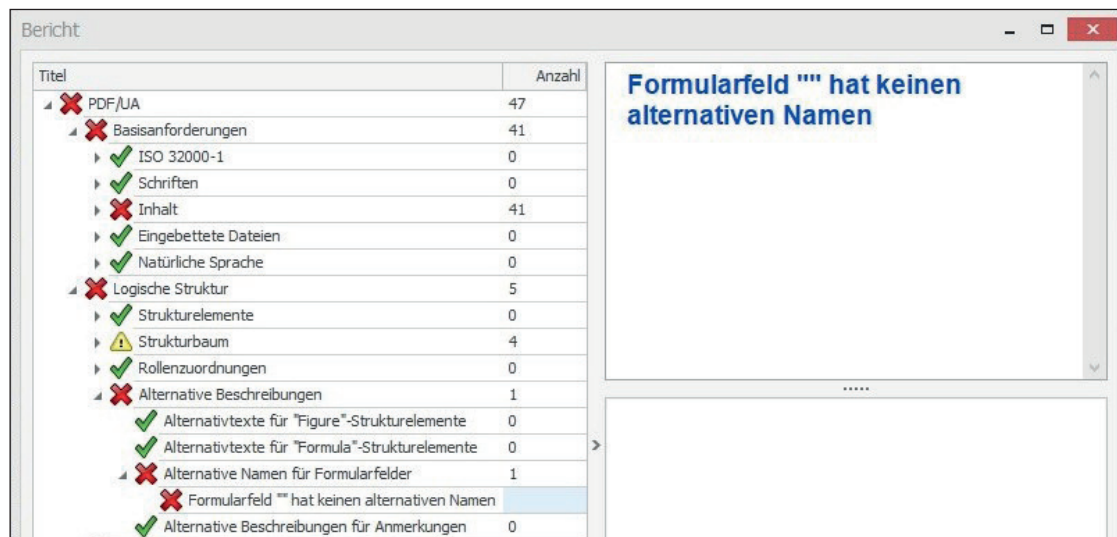 Bericht
Titel Anzahl
PDF/UA 47
Basisanforderungen 41
ISO 32000-1 0
Schriften 0
Inhalt 41
Eingebettete Dateien 0
Natürliche Sprache 0
Logische Struktur 5
Strukturelemente 0
Strukturbaum 4
Rollenzuordnungen 0
Alternative Beschreibungen 1
Alternativtexte für "Figure"-Strukturelemente 0
Alternativtexte für "Formula"-Strukturelemente 0
Alternative Namen für Formularfelder 1
Formularfeld "" hat keinen alternativen Namen
Alternative Beschreibungen für Anmerkungen 0
Formularfeld "" hat keinen
alternativen Namen